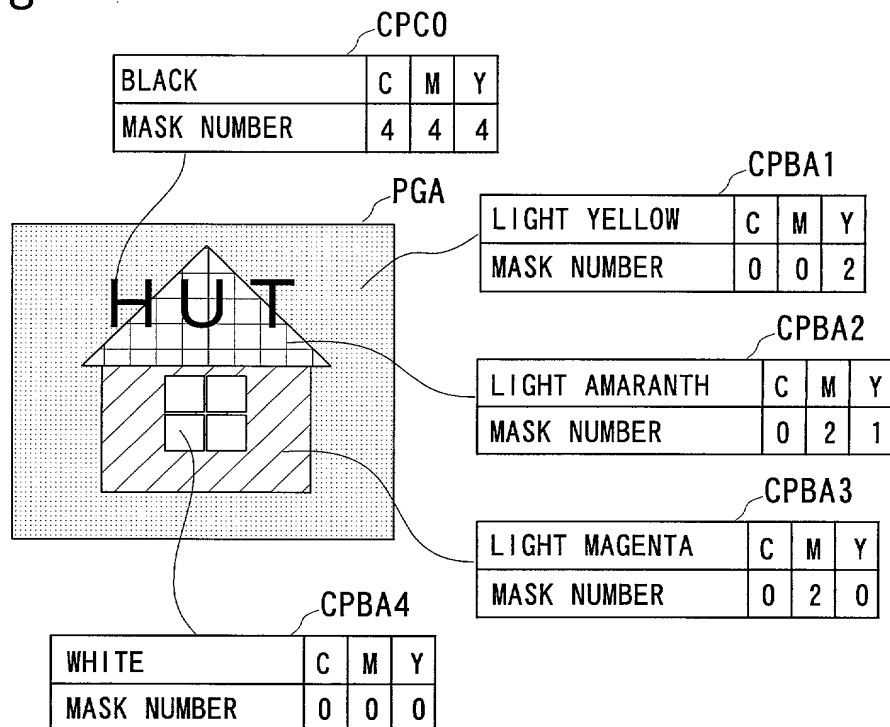 CPC0
BLACK C M Y
MASK NUMBER 4 4 4
PGA
CPBA1
LIGHT YELLOW C M Y
MASK NUMBER 0 0 2
HUT
CPBA2
LIGHT AMARANTH C M Y
MASK NUMBER 0 2 1
CPBA3
LIGHT MAGENTA C M Y
MASK NUMBER 0 2 0
CPBA4
WHITE C M Y
MASK NUMBER 0 0 0